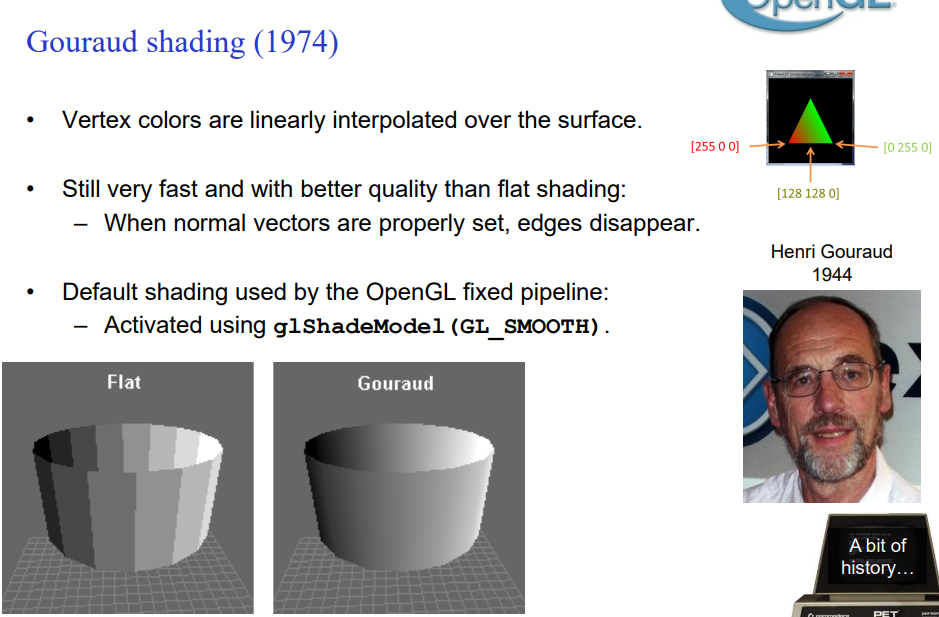 OpenGL
Gouraud shading (1974)
• Vertex colors are linearly interpolated over the surface.
[255 0 0]
[0 255 0]
[128 128 0]
• Still very fast and with better quality than flat shading:
– When normal vectors are properly set, edges disappear.
Henri Gouraud
1944
• Default shading used by the OpenGL fixed pipeline:
– Activated using glShadeModel(GL_SMOOTH).
Flat
Gouraud
A bit of
history…
commodore PET